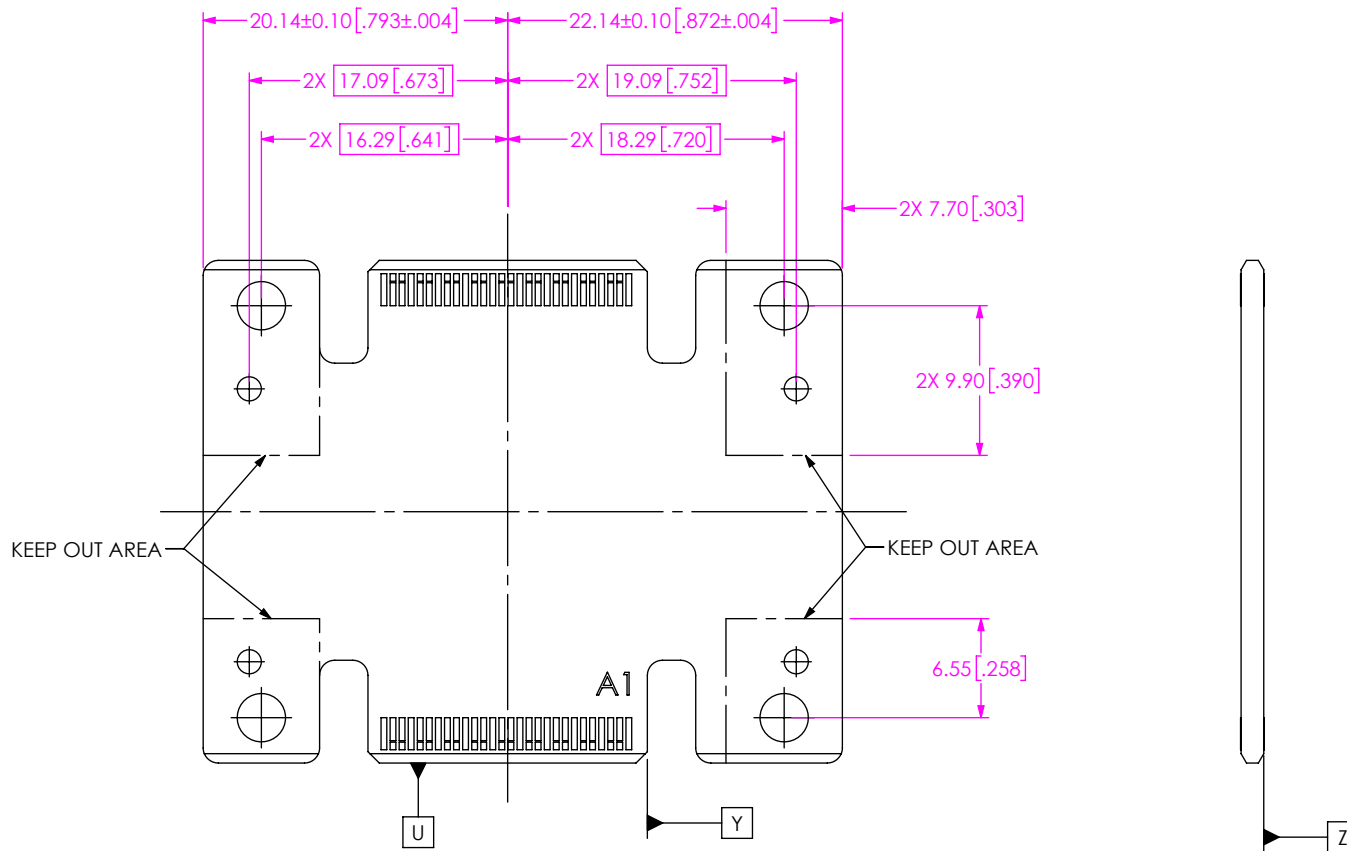 20.14±0.10[.793±.004] 22.14±0.10[.872±.004]
2X 17.09[.673] 2X 19.09[.752]
2X 16.29[.641] 2X 18.29[.720]
2X 7.70[.303]
2X 9.90[.390]
KEEP OUT AREA KEEP OUT AREA
6.55[.258]
A1
U Y Z